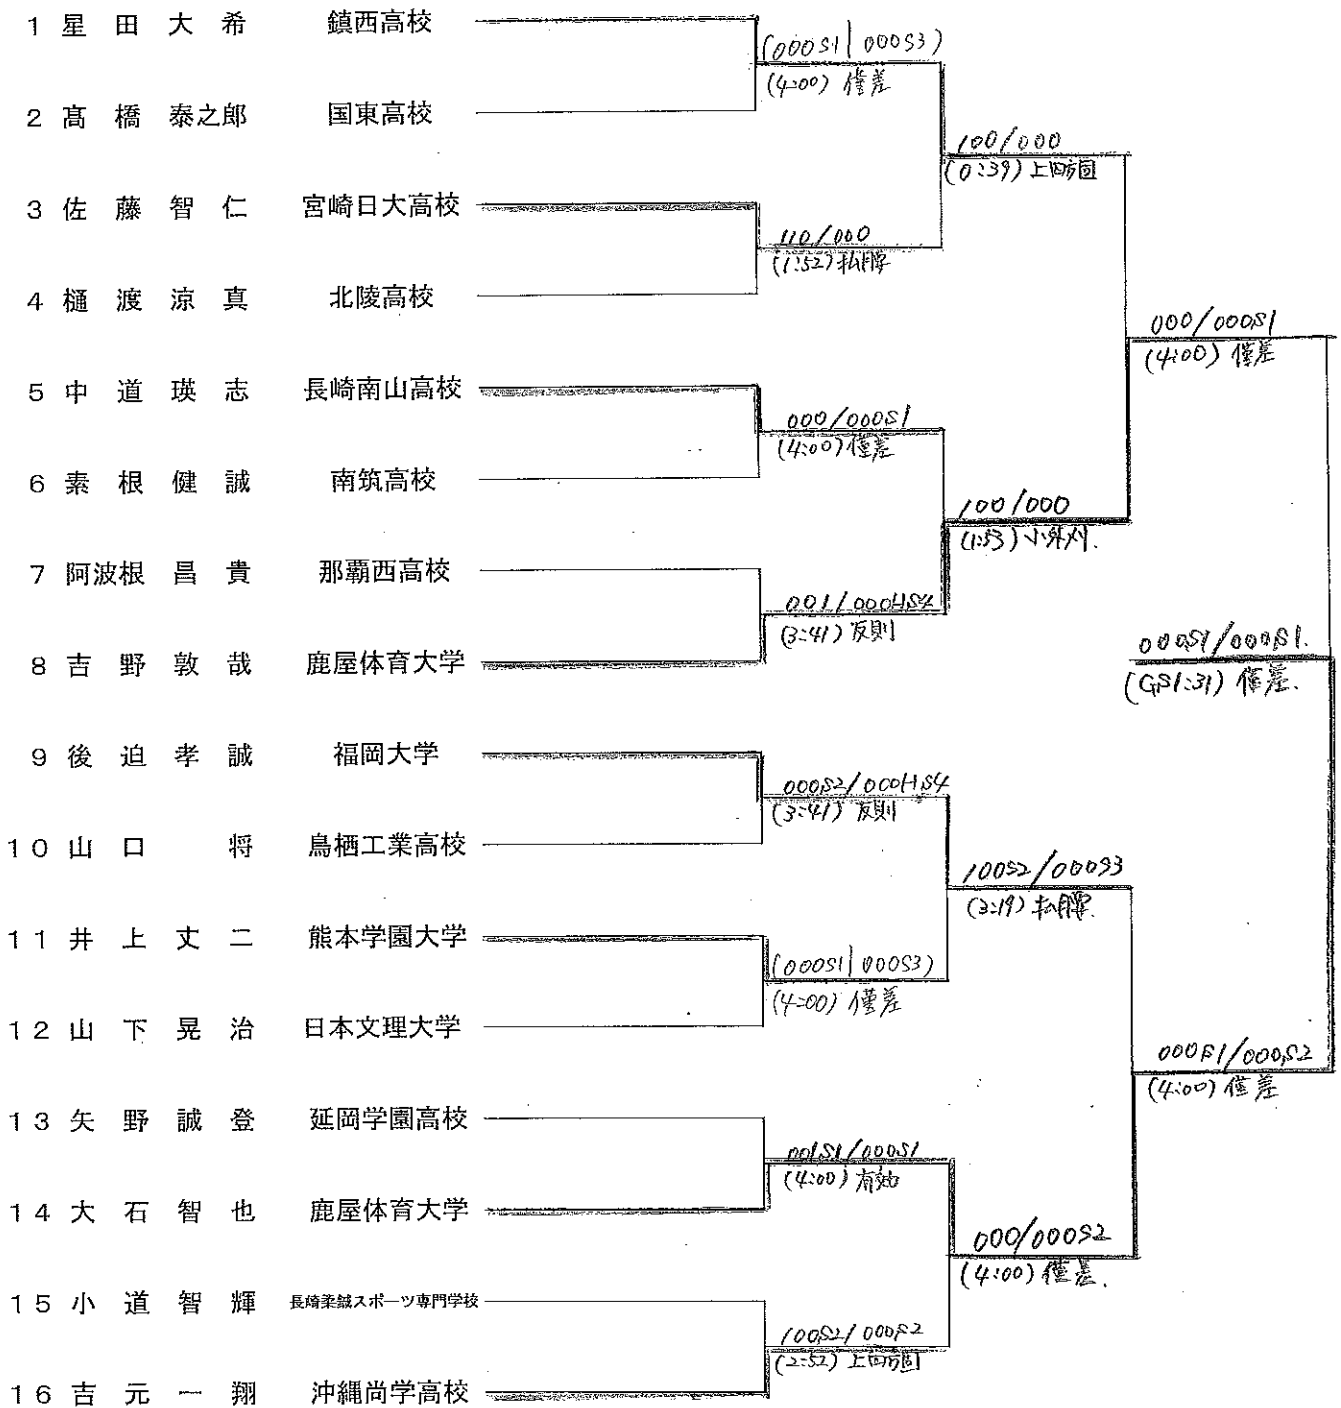 1 星田大希 鎮西高校
(000S1|000S3)
(4:00) 僅差
2 髙橋泰之郎 国東高校
100/000
(0:39) 上四方固
3 佐藤智仁 宮崎日大高校
110/000
(1:52) 払腰
4 樋渡涼真 北陵高校
000/000S1
(4:00) 僅差
5 中道瑛志 長崎南山高校
000/000S1
(4:00) 僅差
6 素根健誠 南筑高校
100/000
(1:53) 小外刈.
7 阿波根昌貴 那覇西高校
001/000HS4
(3:41) 反則
8 吉野敦哉 鹿屋体育大学
000S1/000S1.
(GS1:31) 僅差.
9 後迫孝誠 福岡大学
000S2/000HS4
(3:41) 反則
10 山口将 鳥栖工業高校
100S2/000S3
(3:19) 払腰.
11 井上丈二 熊本学園大学
(000S1|000S3)
(4:00) 僅差
12 山下晃治 日本文理大学
000S1/000S2
(4:00) 僅差
13 矢野誠登 延岡学園高校
001S1/000S1
(4:00) 有効
14 大石智也 鹿屋体育大学
000/000S2
(4:00) 僅差.
15 小道智輝 長崎柔鍼スポーツ専門学校
100S2/000S2
(2:52) 上四方固
16 吉元一翔 沖縄尚学高校